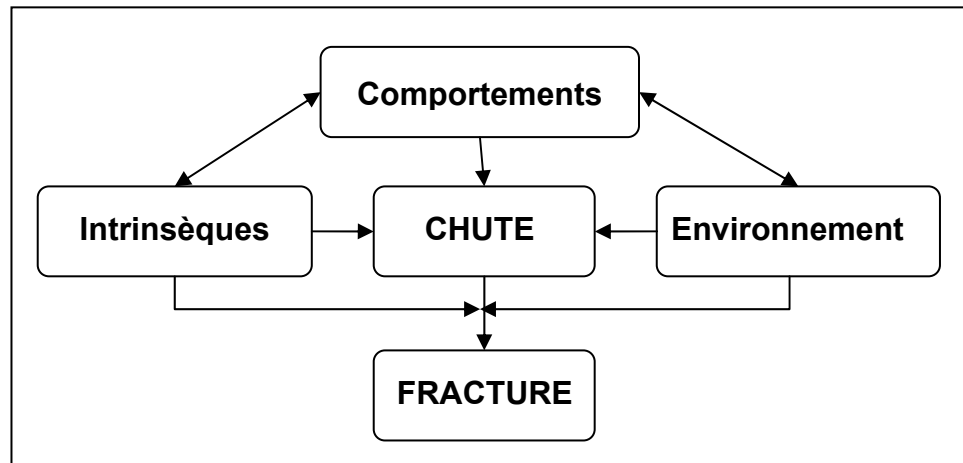 Comportements
Intrinsèques
CHUTE
Environnement
FRACTURE